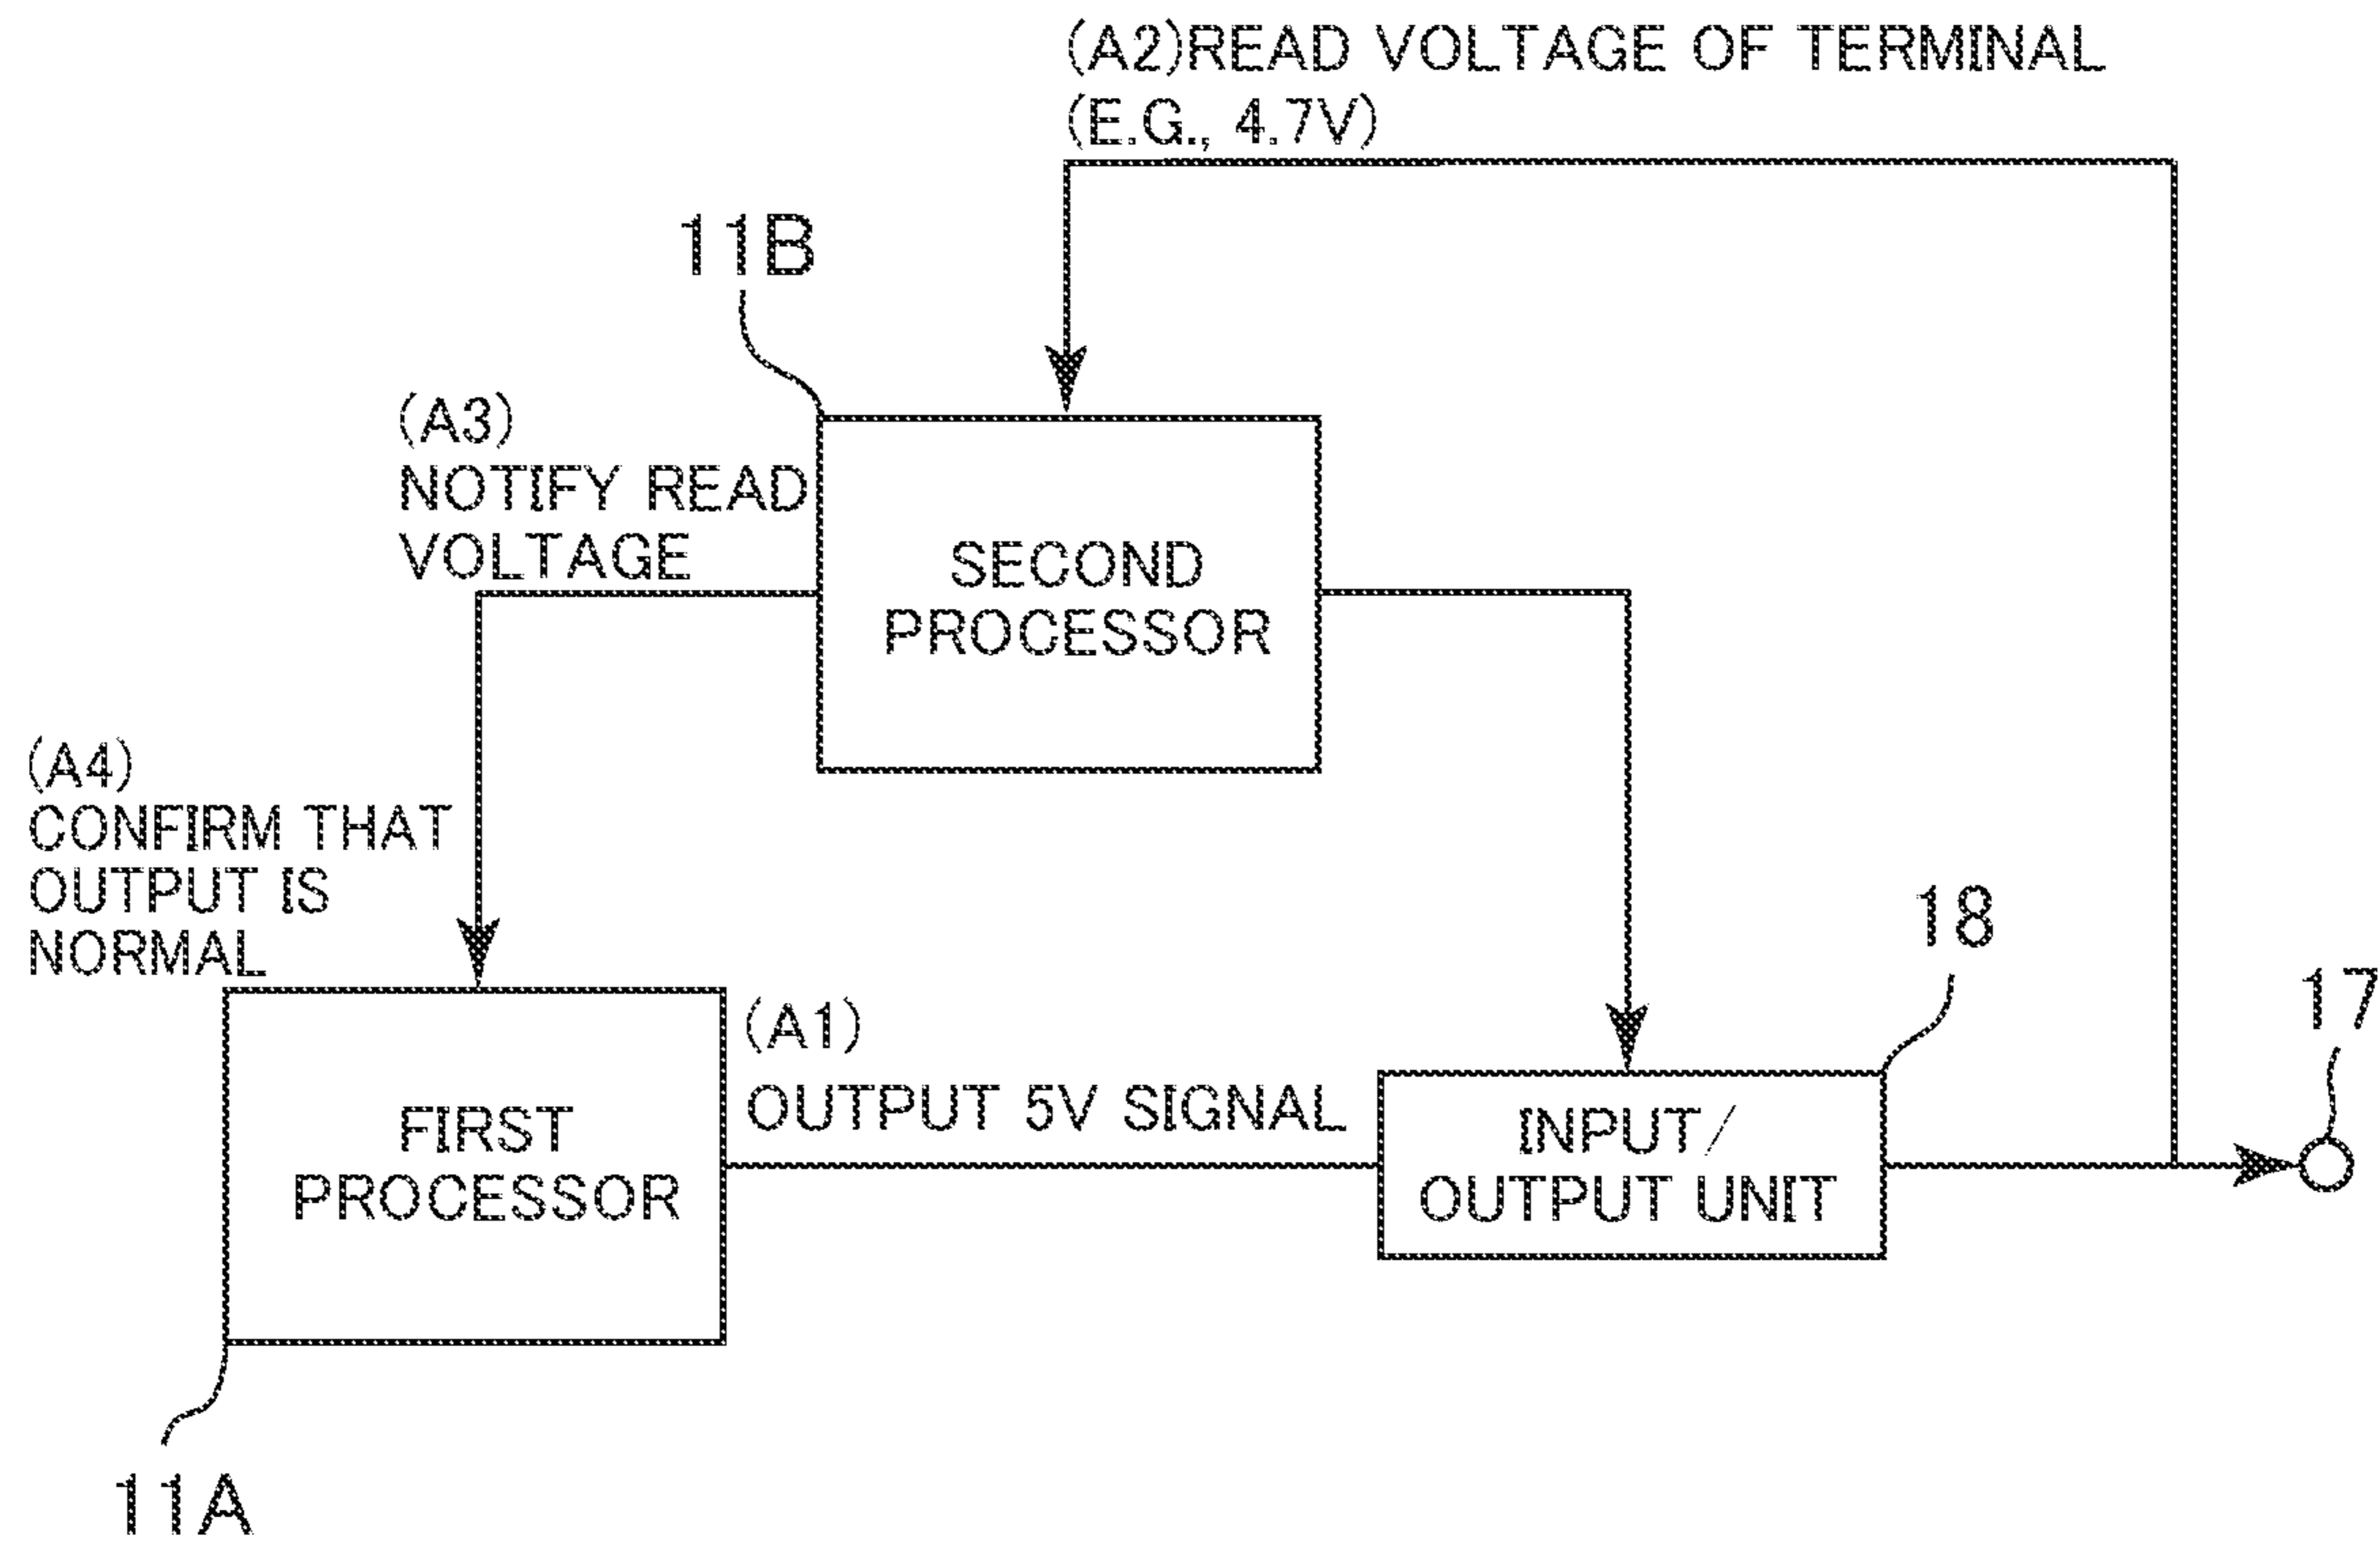 (A2)READ VOLTAGE OF TERMINAL
(E.G., 4.7V)
11B
(A3)
NOTIFY READ
VOLTAGE
SECOND
PROCESSOR
(A4)
CONFIRM THAT
OUTPUT IS
NORMAL
18
17
(A1)
OUTPUT 5V SIGNAL
FIRST
PROCESSOR
INPUT/
OUTPUT UNIT
11A